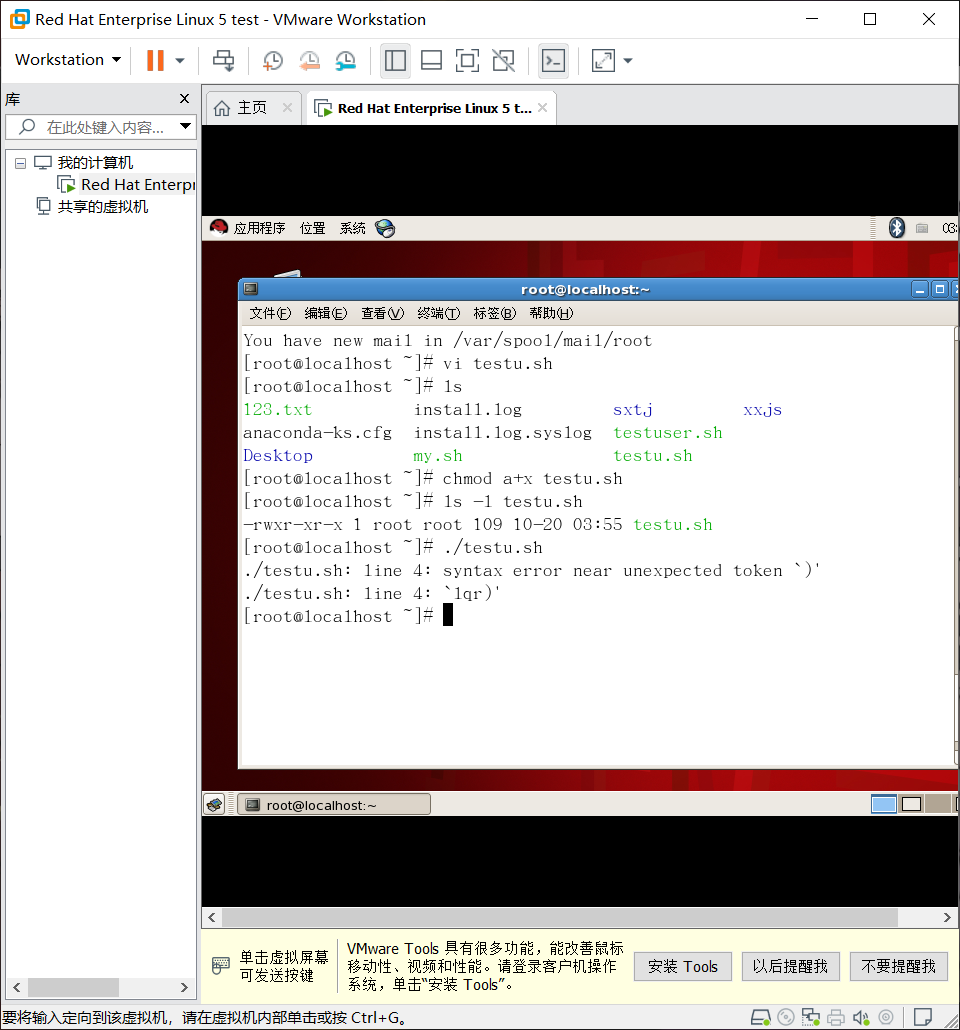 Red Hat Enterprise Linux 5 test - VMware Workstation
Workstation
库
主页
Red Hat Enterprise Linux 5 t...
在此处键入内容...
我的计算机
Red Hat Enterpr
共享的虚拟机
应用程序 位置 系统
03:
root@localhost:~
文件(F) 编辑(E) 查看(V) 终端(T) 标签(B) 帮助(H)
You have new mail in /var/spool/mail/root
[root@localhost ~]# vi testu.sh
[root@localhost ~]# ls
123.txt install.log sxtj xxjs
anaconda-ks.cfg install.log.syslog testuser.sh
Desktop my.sh testu.sh
[root@localhost ~]# chmod a+x testu.sh
[root@localhost ~]# ls -l testu.sh
-rwxr-xr-x 1 root root 109 10-20 03:55 testu.sh
[root@localhost ~]# ./testu.sh
./testu.sh: line 4: syntax error near unexpected token `)'
./testu.sh: line 4: `lqr)'
[root@localhost ~]#
root@localhost:~
单击虚拟屏幕
可发送按键
VMware Tools 具有很多功能，能改善鼠标
移动性、视频和性能。请登录客户机操作
系统，单击“安装 Tools”。
安装 Tools
以后提醒我
不要提醒我
要将输入定向到该虚拟机，请在虚拟机内部单击或按 Ctrl+G。